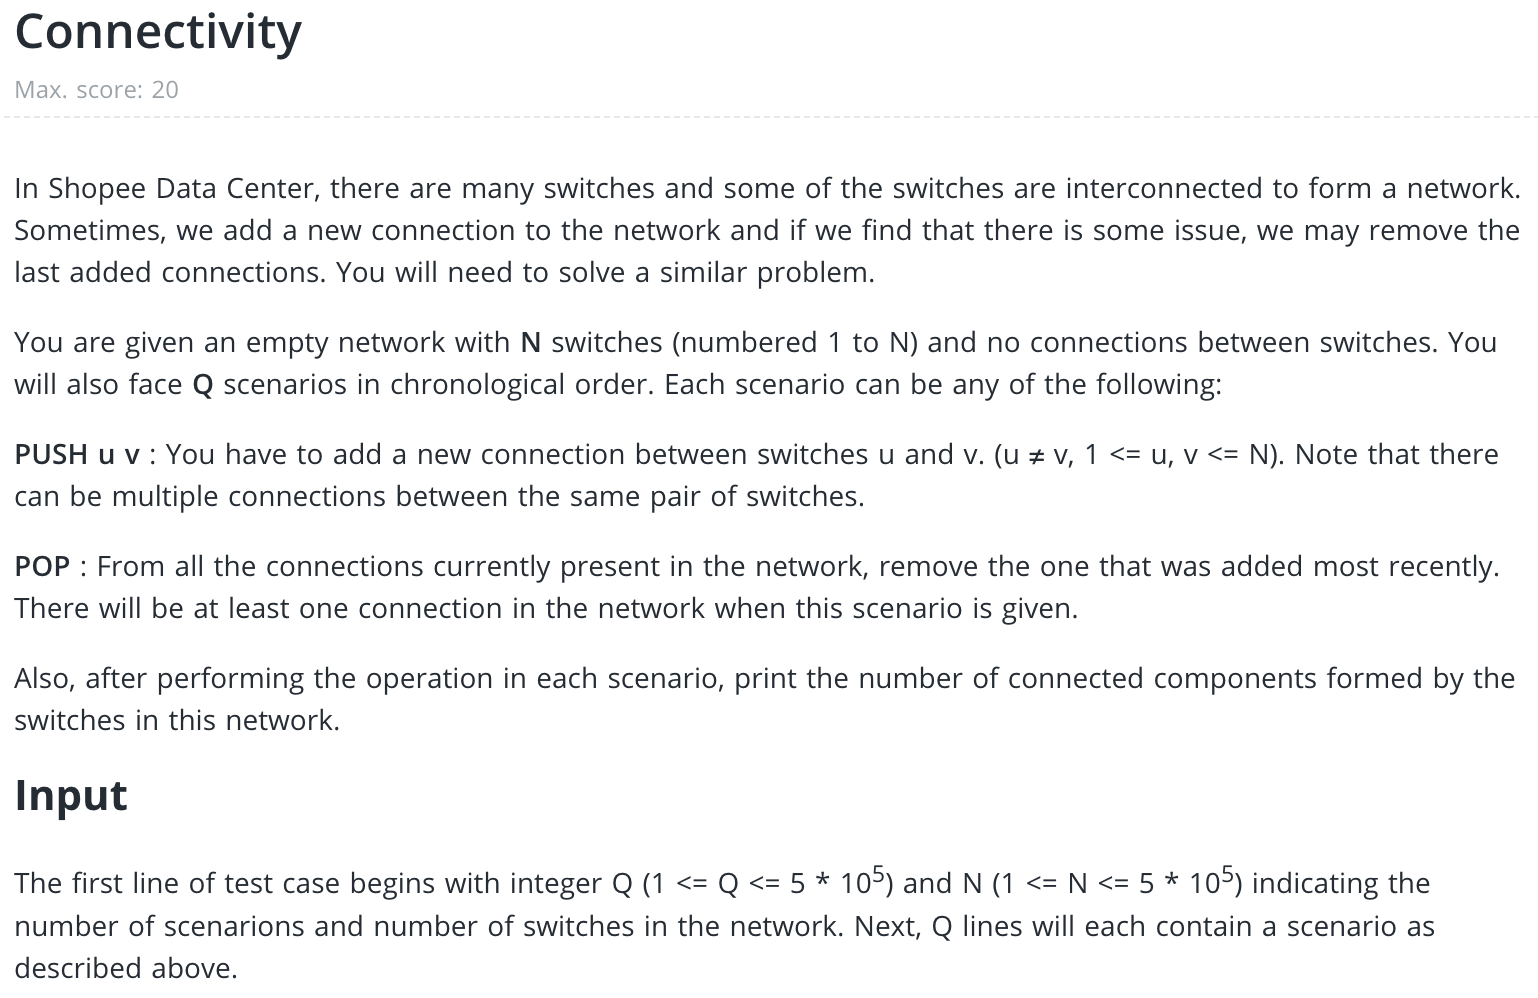 Connectivity
Max. score: 20
In Shopee Data Center, there are many switches and some of the switches are interconnected to form a network.
Sometimes, we add a new connection to the network and if we find that there is some issue, we may remove the
last added connections. You will need to solve a similar problem.
You are given an empty network with N switches (numbered 1 to N) and no connections between switches. You
will also face Q scenarios in chronological order. Each scenario can be any of the following:
PUSH u v : You have to add a new connection between switches u and v. (u ≠ v, 1 <= u, v <= N). Note that there
can be multiple connections between the same pair of switches.
POP : From all the connections currently present in the network, remove the one that was added most recently.
There will be at least one connection in the network when this scenario is given.
Also, after performing the operation in each scenario, print the number of connected components formed by the
switches in this network.
Input
The first line of test case begins with integer Q (1 <= Q <= 5 * 10⁵) and N (1 <= N <= 5 * 10⁵) indicating the
number of scenarions and number of switches in the network. Next, Q lines will each contain a scenario as
described above.